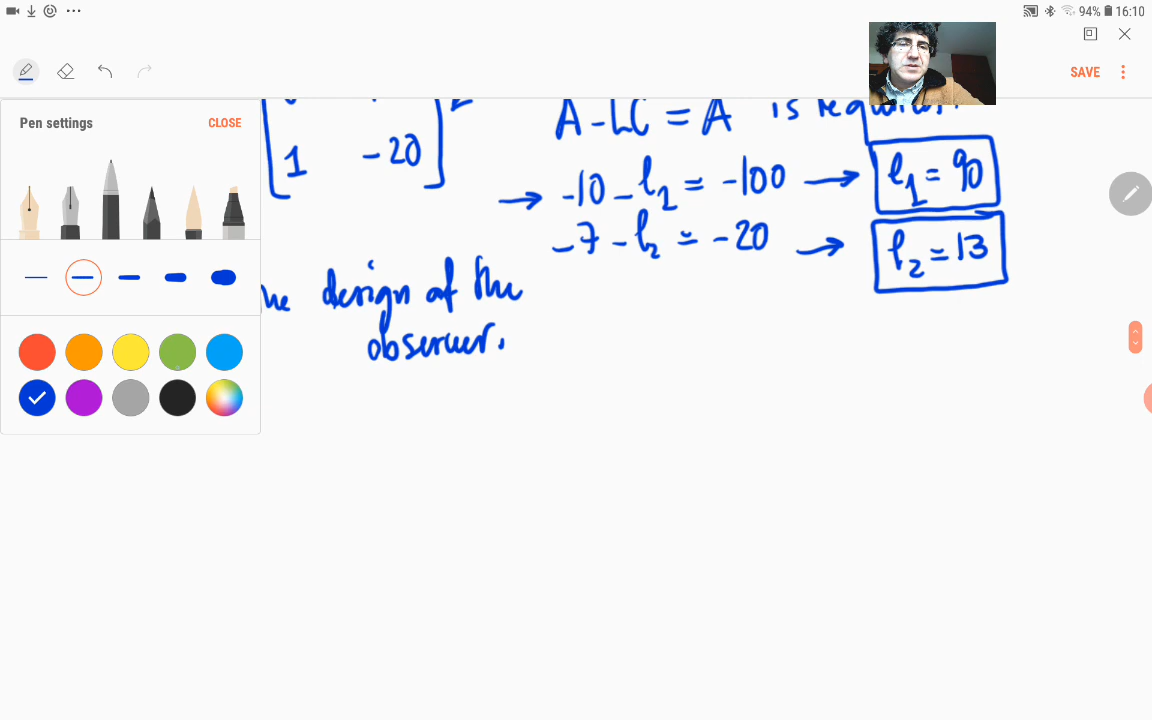 94% 16:10
SAVE
Pen settings CLOSE
A - LC = A is required.
1 -20
→ -10 - l1 = -100 → l1 = 90
-7 - l2 = -20 → l2 = 13
the design of the
observer.